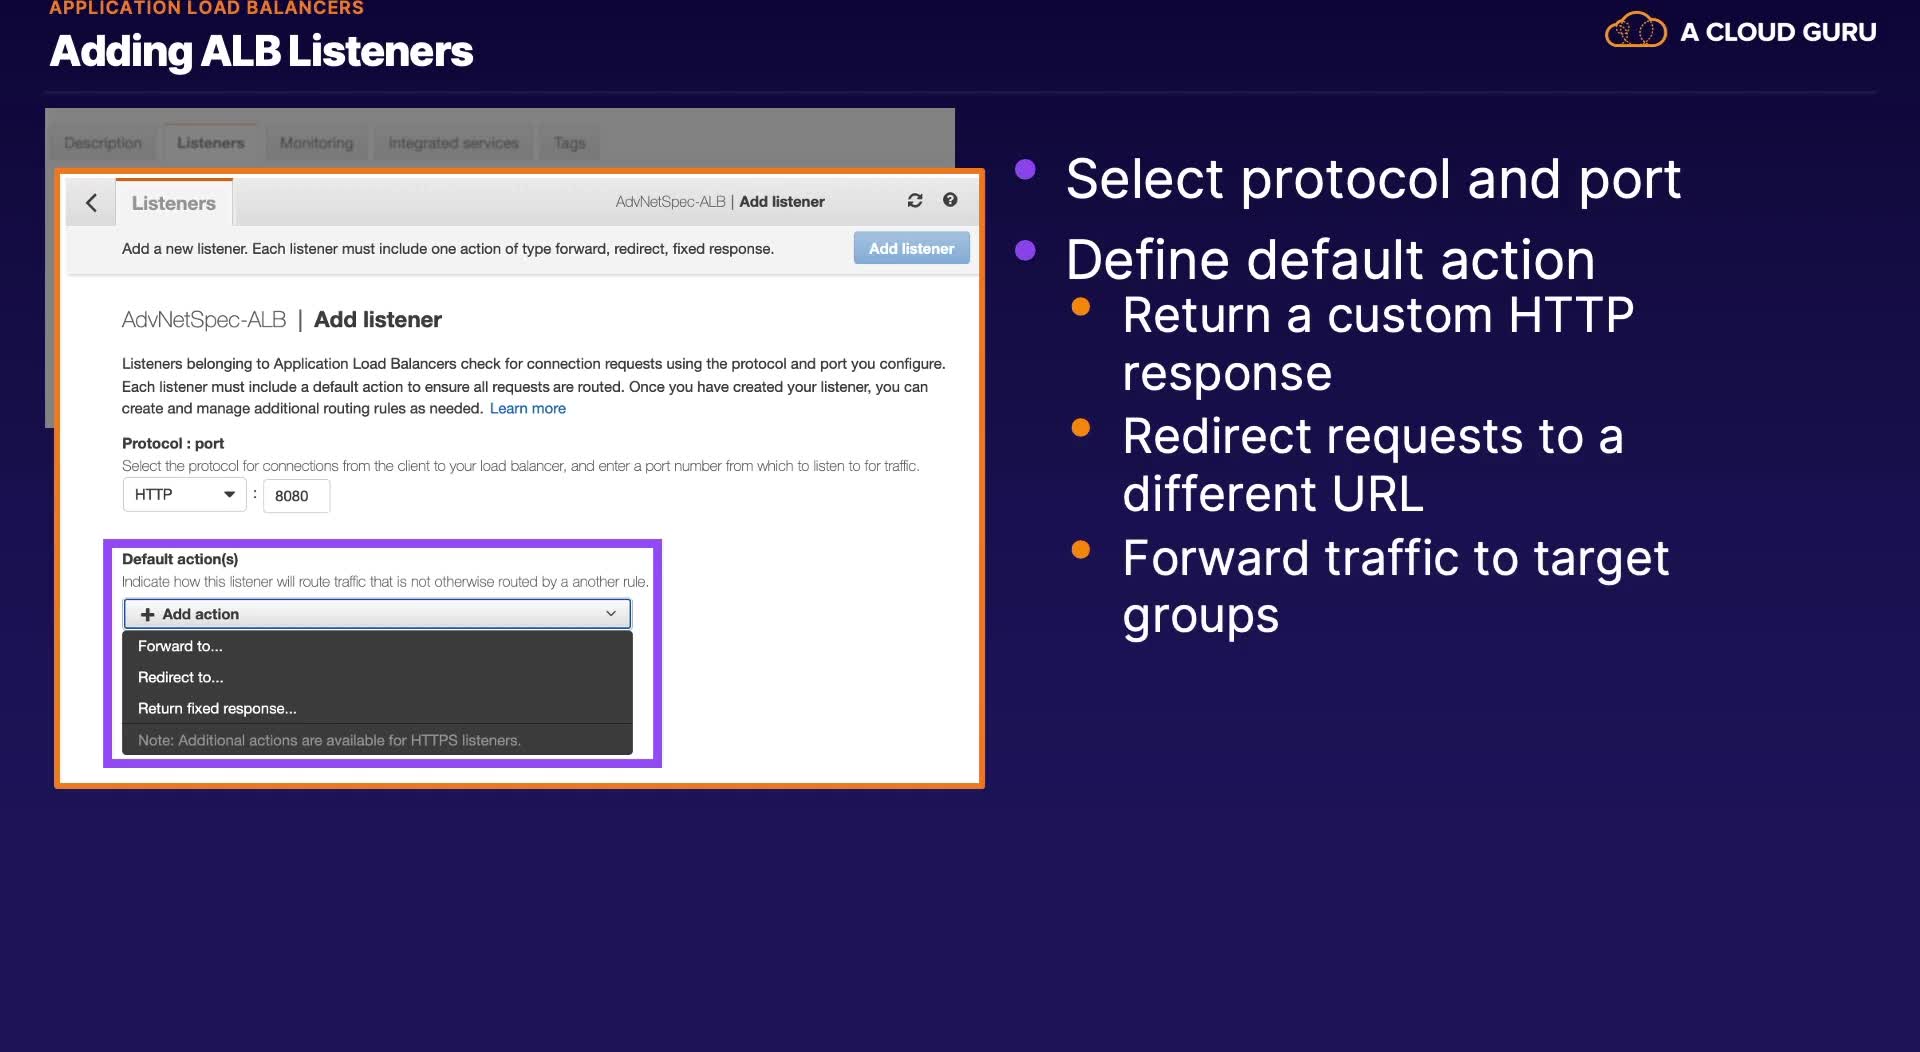 APPLICATION LOAD BALANCERS
Adding ALB Listeners
A CLOUD GURU
Description Listeners Monitoring Integrated services Tags
Listeners
AdvNetSpec-ALB | Add listener
Add a new listener. Each listener must include one action of type forward, redirect, fixed response.
Add listener
AdvNetSpec-ALB | Add listener
Listeners belonging to Application Load Balancers check for connection requests using the protocol and port you configure.
Each listener must include a default action to ensure all requests are routed. Once you have created your listener, you can
create and manage additional routing rules as needed. Learn more
Protocol : port
Select the protocol for connections from the client to your load balancer, and enter a port number from which to listen to for traffic.
HTTP : 8080
Default action(s)
Indicate how this listener will route traffic that is not otherwise routed by a another rule.
Add action
Forward to...
Redirect to...
Return fixed response...
Note: Additional actions are available for HTTPS listeners.
Select protocol and port
Define default action
Return a custom HTTP
response
Redirect requests to a
different URL
Forward traffic to target
groups